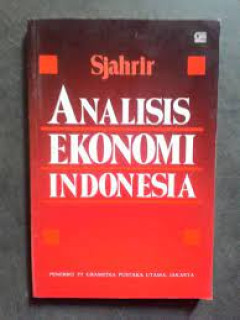 Sjahrir
ANALISIS
EKONOMI
INDONESIA
PENERBIT PT GRAMEDIA PUSTAKA UTAMA, JAKARTA